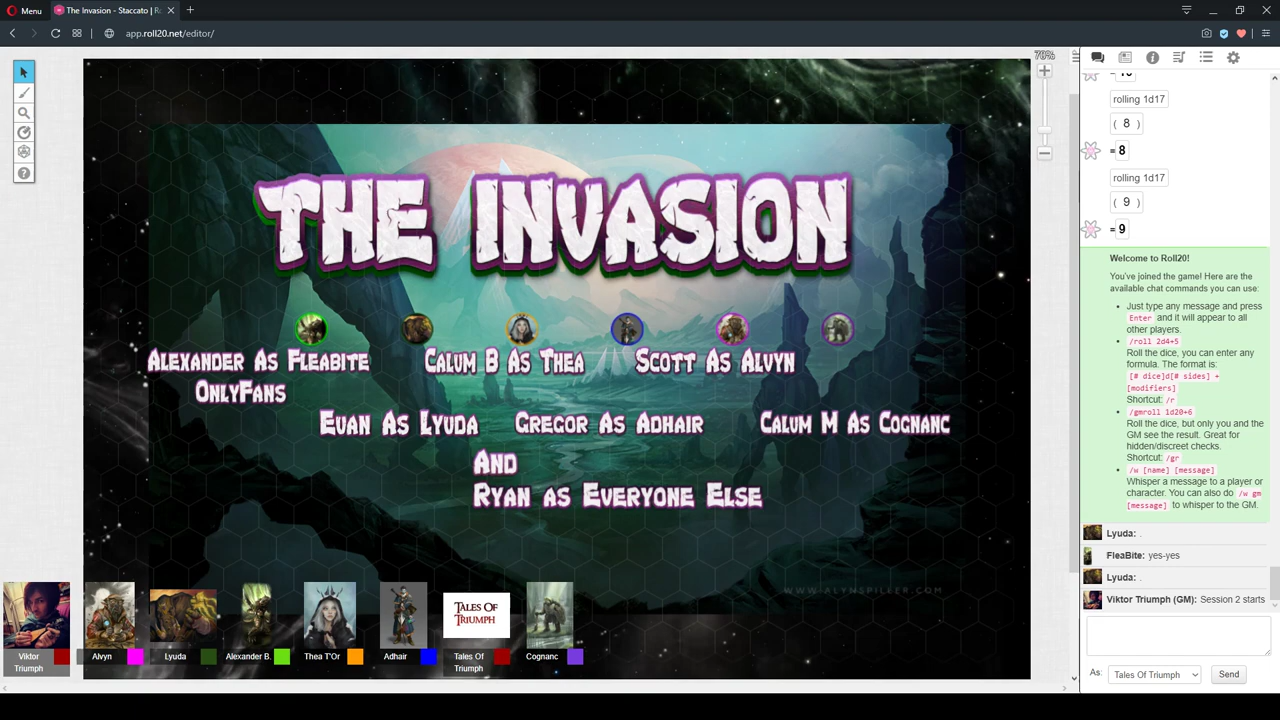 Menu
The Invasion - Staccato | Ro
app.roll20.net/editor/
70%
THE INVASION
ALEXANDER AS FLEABITE
ONLYFANS
CALUM B AS THEA
SCOTT AS ALVYN
EUAN AS LYUDA
GREGOR AS ADHAIR
CALUM M AS COGNANC
AND
RYAN AS EVERYONE ELSE
WWW.ALYNSPILLER.COM
Viktor
Triumph
Alvyn
Lyuda
Alexander B.
Thea T'Or
Adhair
TALES OF
TRIUMPH
Tales Of
Triumph
Cognanc
rolling 1d17
( 8 )
= 8
rolling 1d17
( 9 )
= 9
Welcome to Roll20!
You've joined the game! Here are the
available chat commands you can use:
• Just type any message and press
Enter and it will appear to all
other players.
• /roll 2d4+5
Roll the dice, you can enter any
formula. The format is:
[# dice]d[# sides] +
[modifiers]
Shortcut: /r
• /gmroll 1d20+6
Roll the dice, but only you and the
GM see the result. Great for
hidden/discreet checks.
Shortcut: /gr
• /w [name] [message]
Whisper a message to a player or
character. You can also do /w gm
[message] to whisper to the GM.
Lyuda: .
FleaBite: yes-yes
Lyuda: .
Viktor Triumph (GM): Session 2 starts
As:
Tales Of Triumph
Send